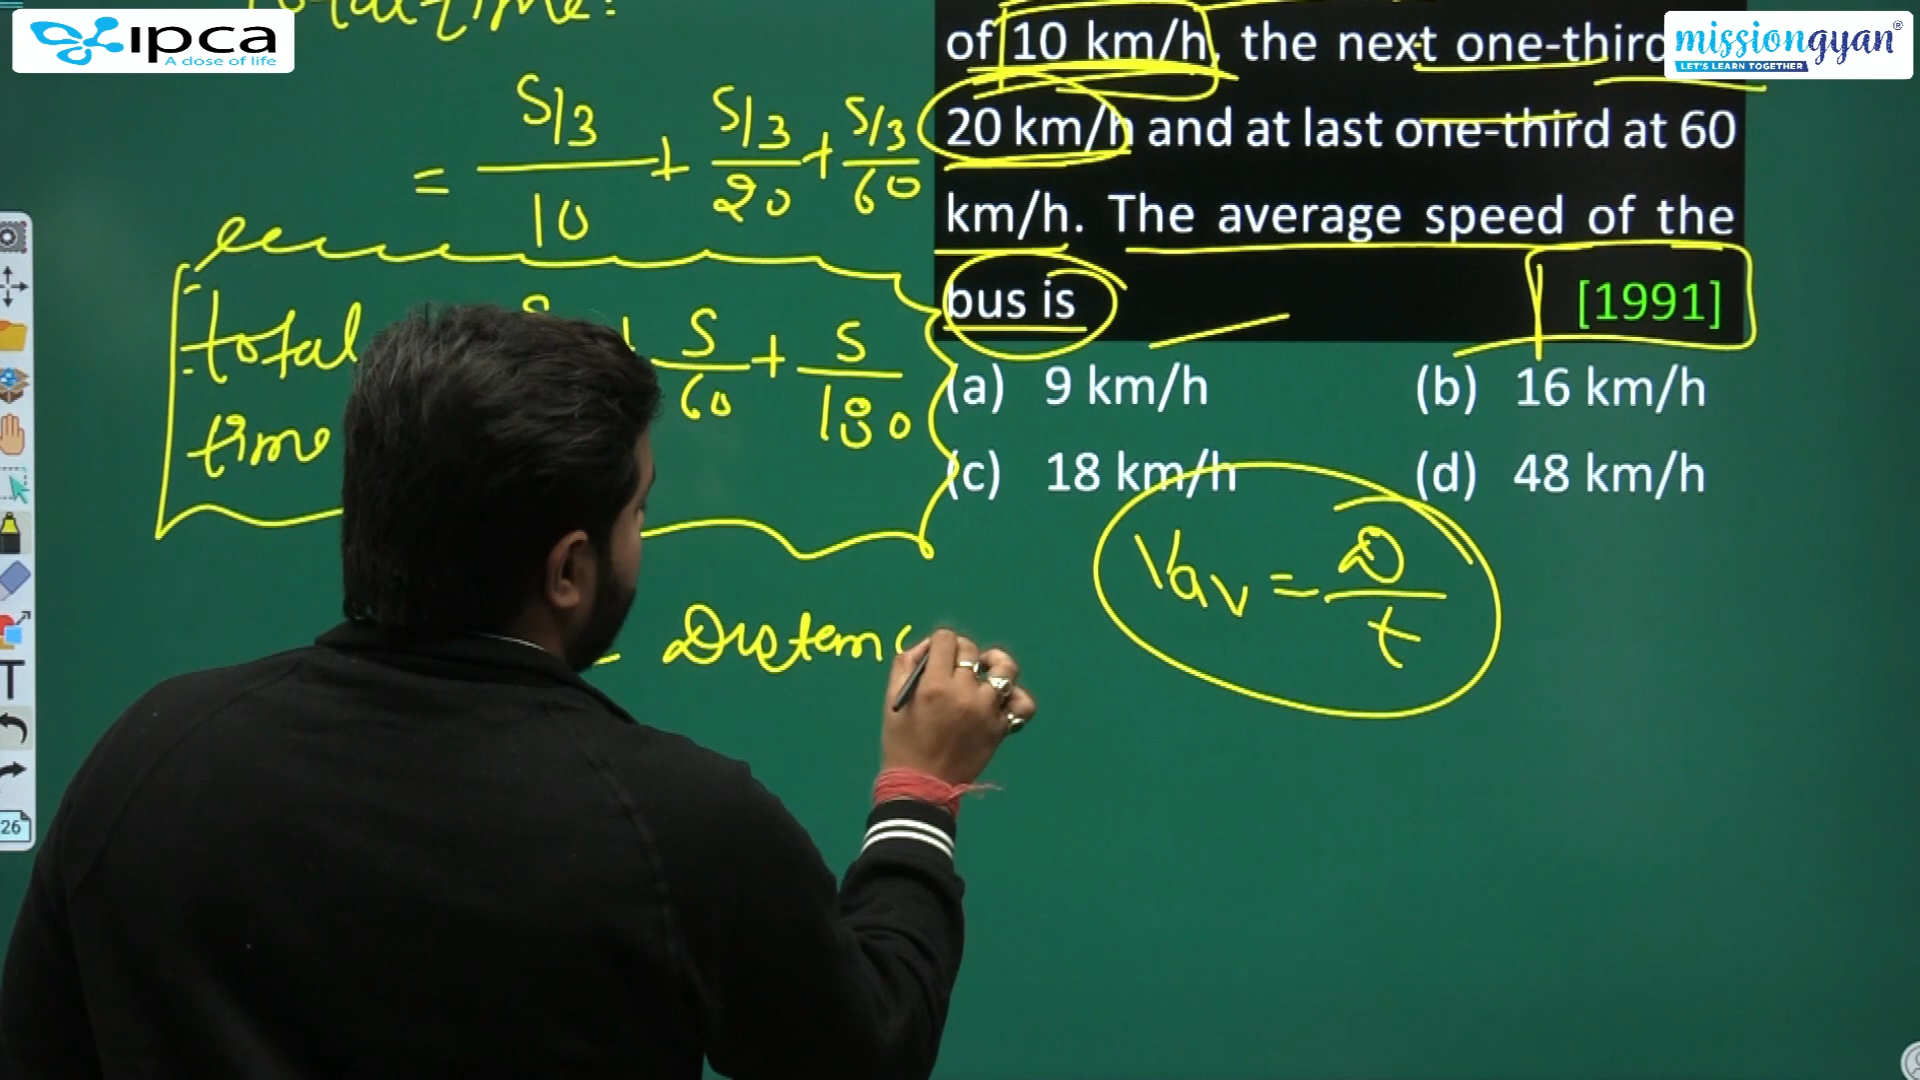 Total time:
ipca
A dose of life
= S/3 / 10 + S/3 / 20 + S/3 / 60
total
time
+ S/60 + S/180
= Distanc
of 10 km/h, the next one-third
20 km/h and at last one-third at 60
km/h. The average speed of the
bus is [1991]
(a) 9 km/h (b) 16 km/h
(c) 18 km/h (d) 48 km/h
Vav = D/t
missiongyan®
LET'S LEARN TOGETHER
T
26